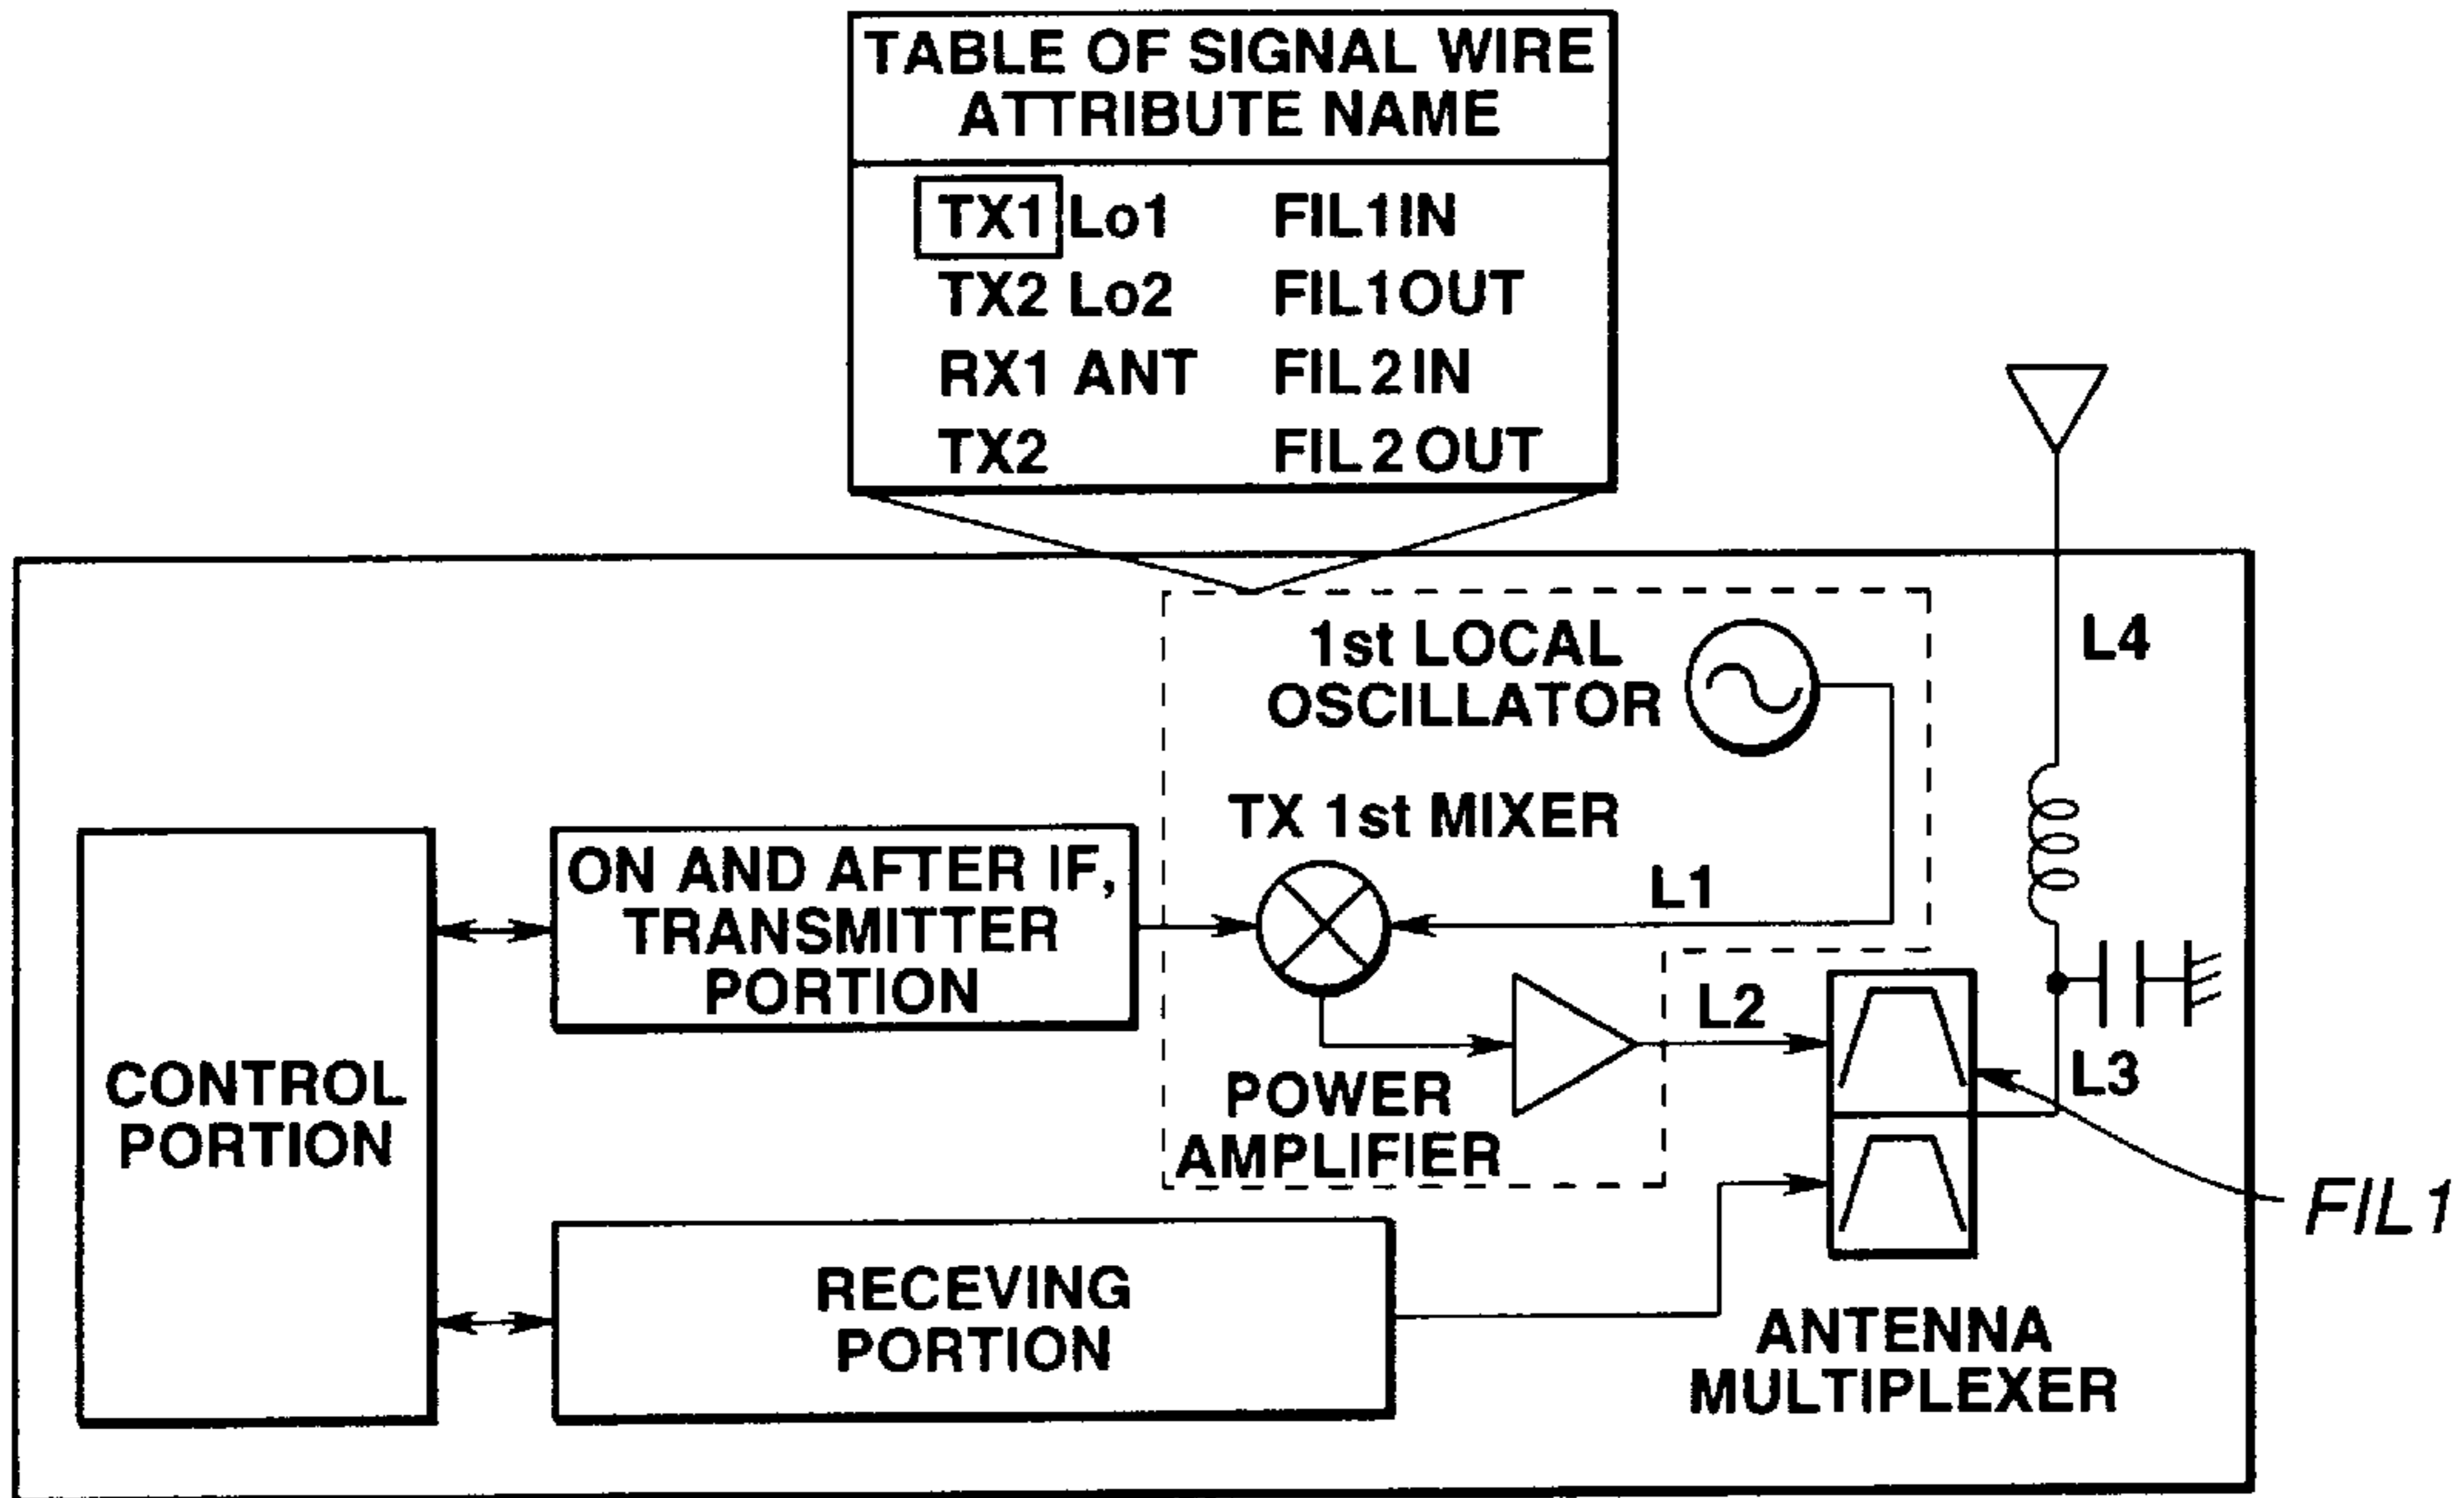 TABLE OF SIGNAL WIRE
ATTRIBUTE NAME
TX1 Lo1 FIL1IN
TX2 Lo2 FIL1OUT
RX1 ANT FIL2IN
TX2 FIL2OUT
1st LOCAL
OSCILLATOR
L4
TX 1st MIXER
L1
ON AND AFTER IF,
TRANSMITTER
PORTION
L2
L3
CONTROL
PORTION
POWER
AMPLIFIER
FIL1
RECEVING
PORTION
ANTENNA
MULTIPLEXER